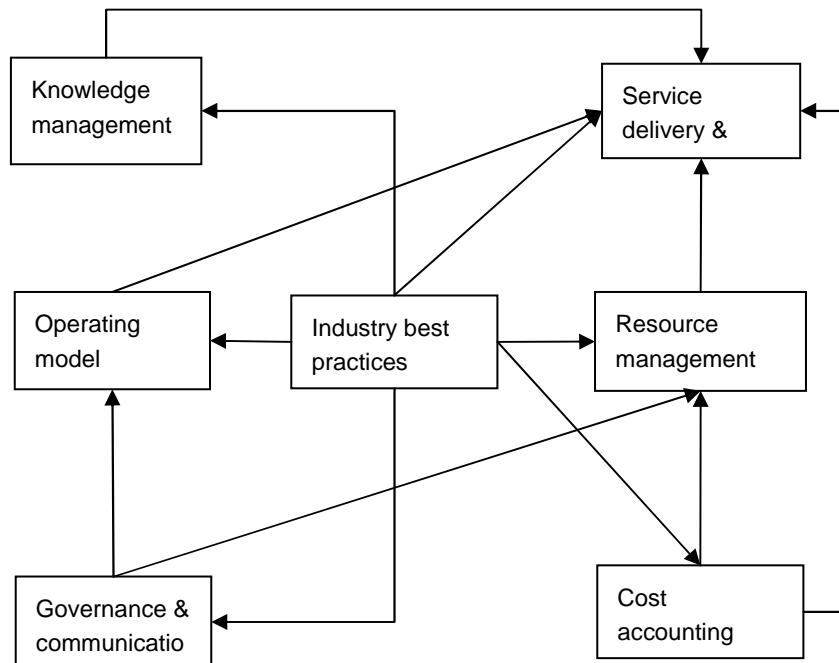 Knowledge
management
Service
delivery &
Operating
model
Industry best
practices
Resource
management
Governance &
communicatio
Cost
accounting